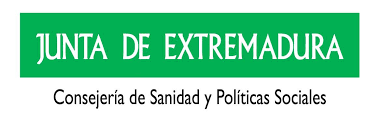 JUNTA DE EXTREMADURA
Consejería de Sanidad y Políticas Sociales